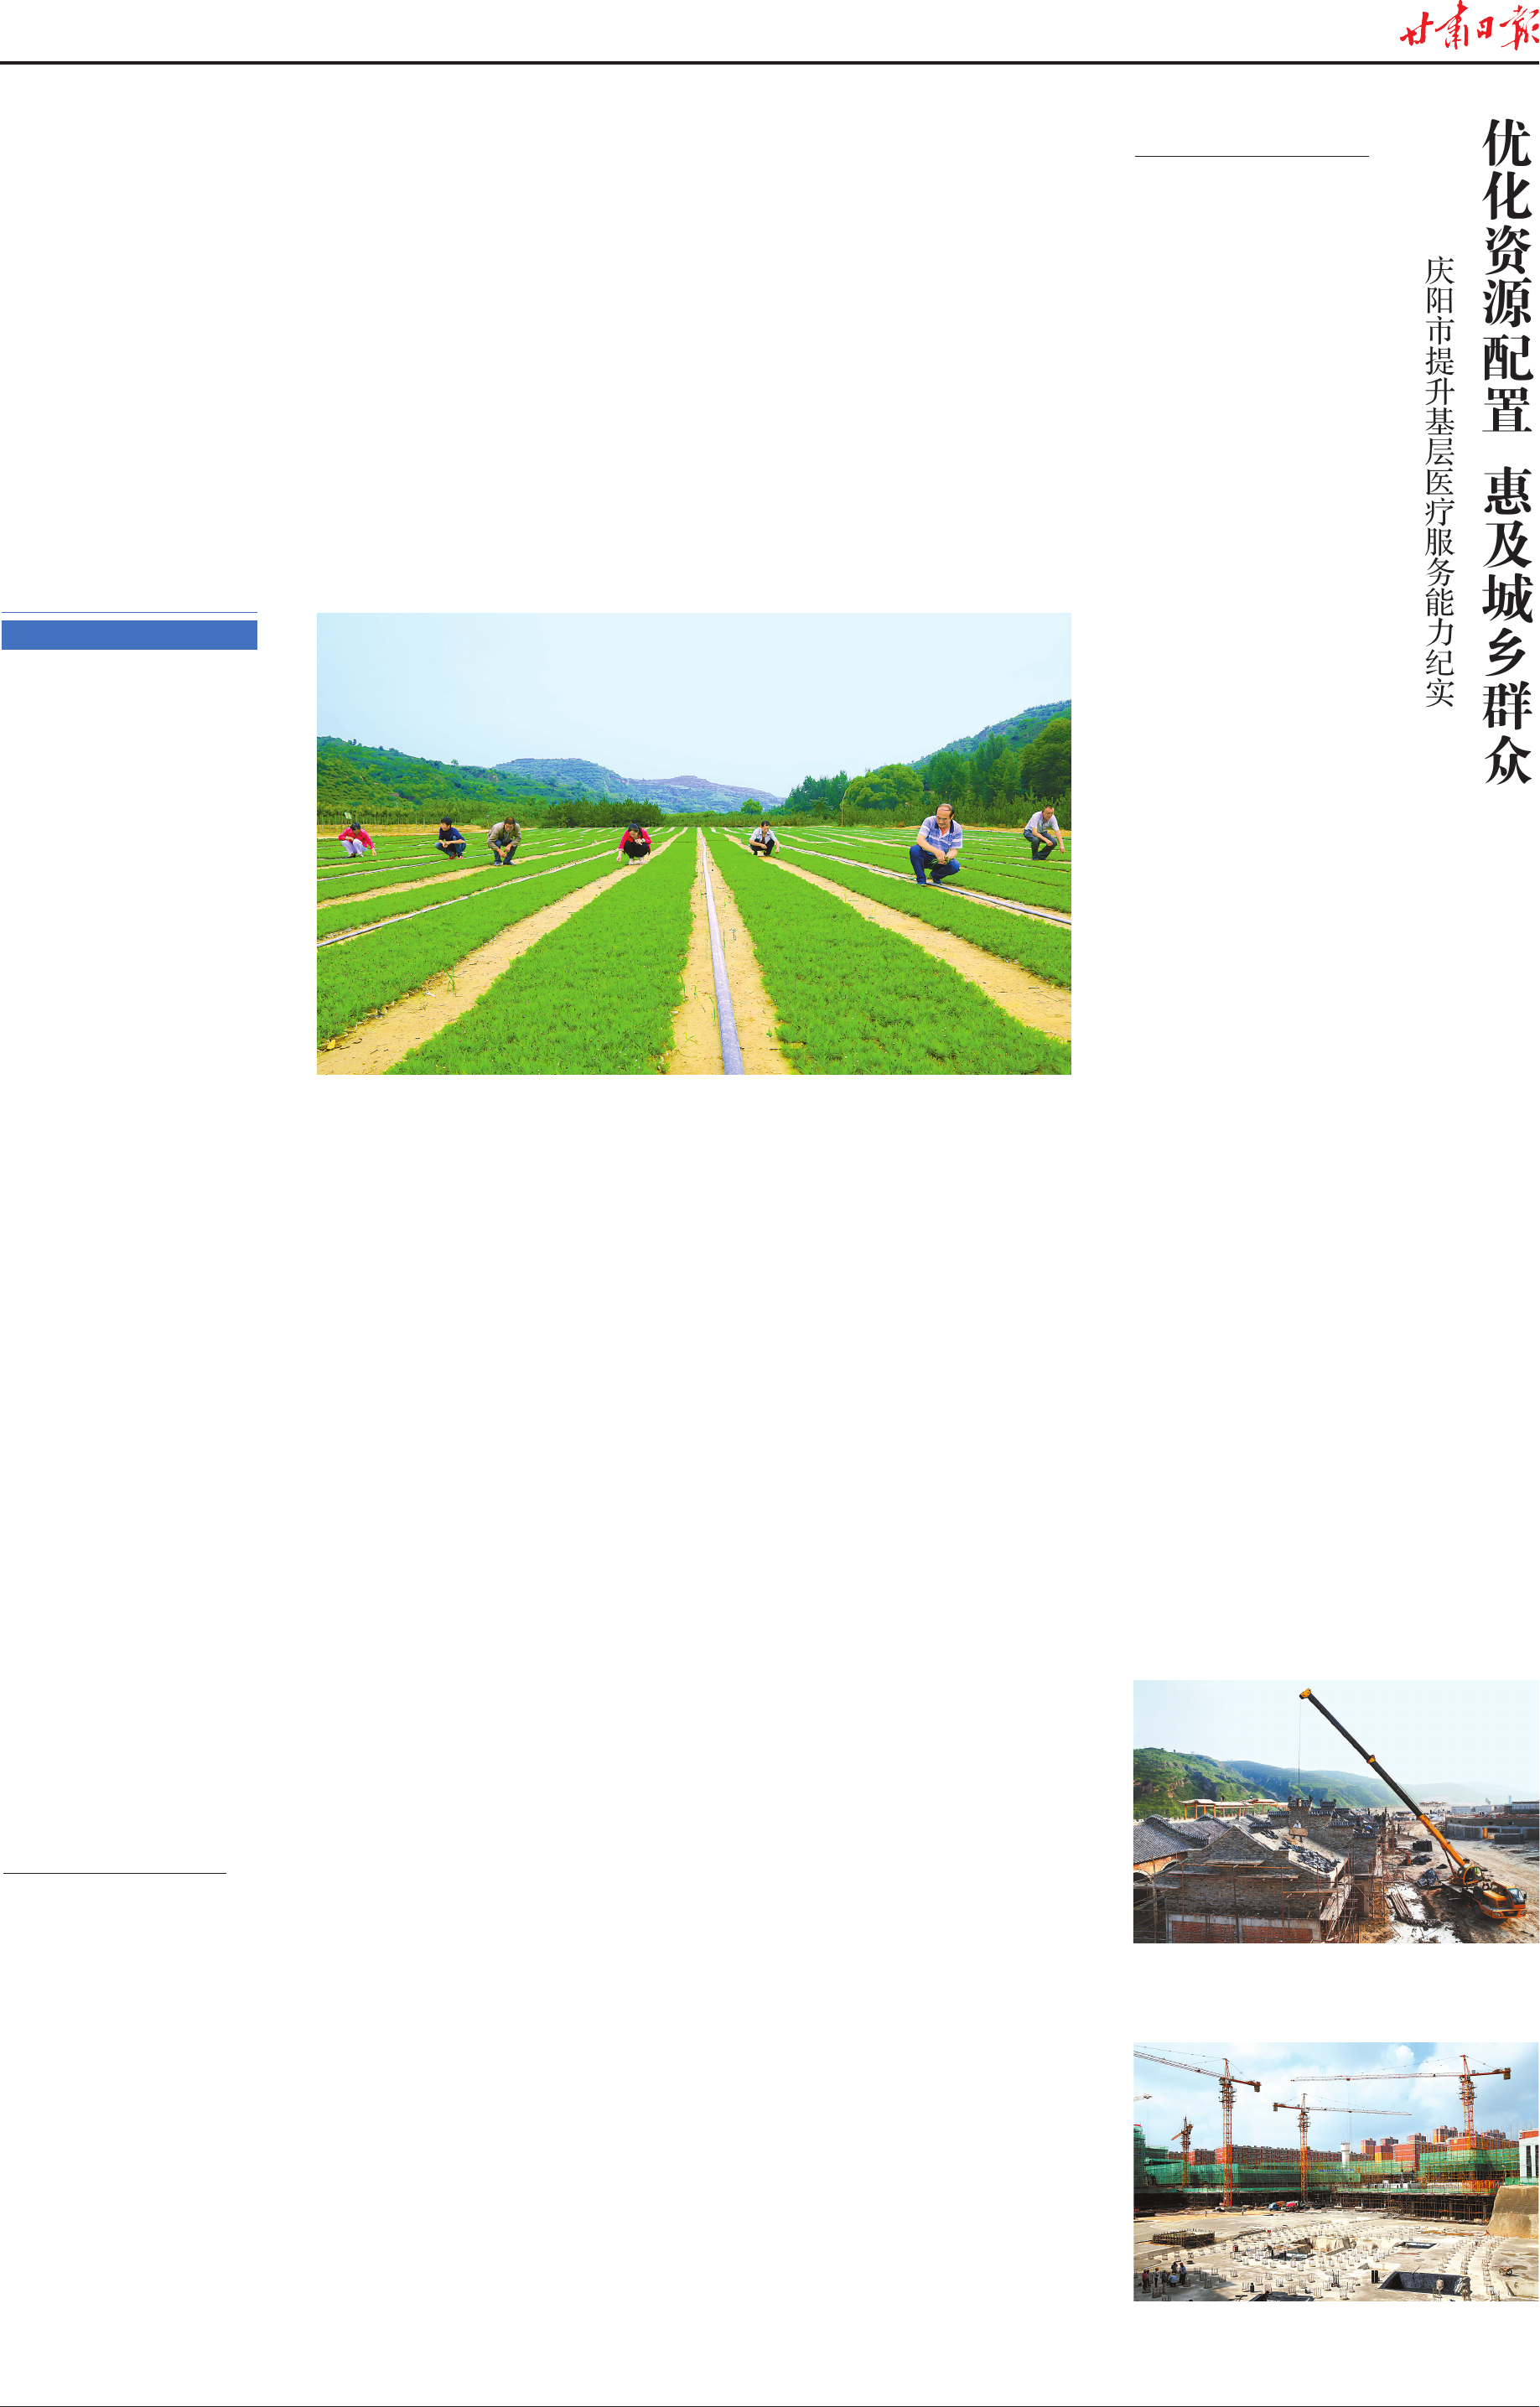 甘肃日报
优化资源配置 惠及城乡群众
庆阳市提升基层医疗服务能力纪实